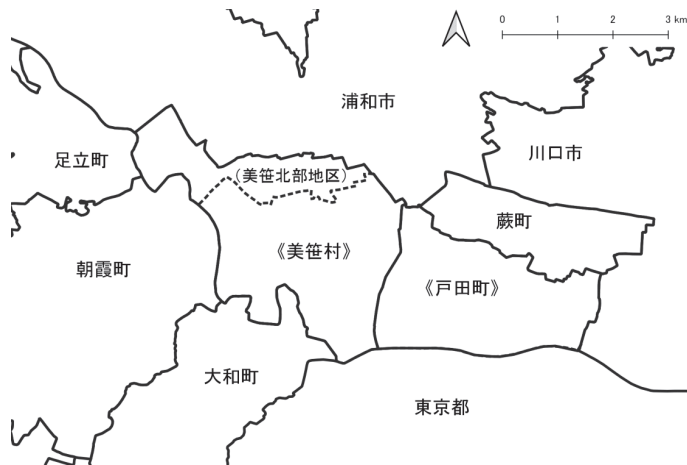 0 1 2 3 km
浦和市
川口市
足立町
（美笹北部地区）
蕨町
《美笹村》
朝霞町
《戸田町》
大和町
東京都